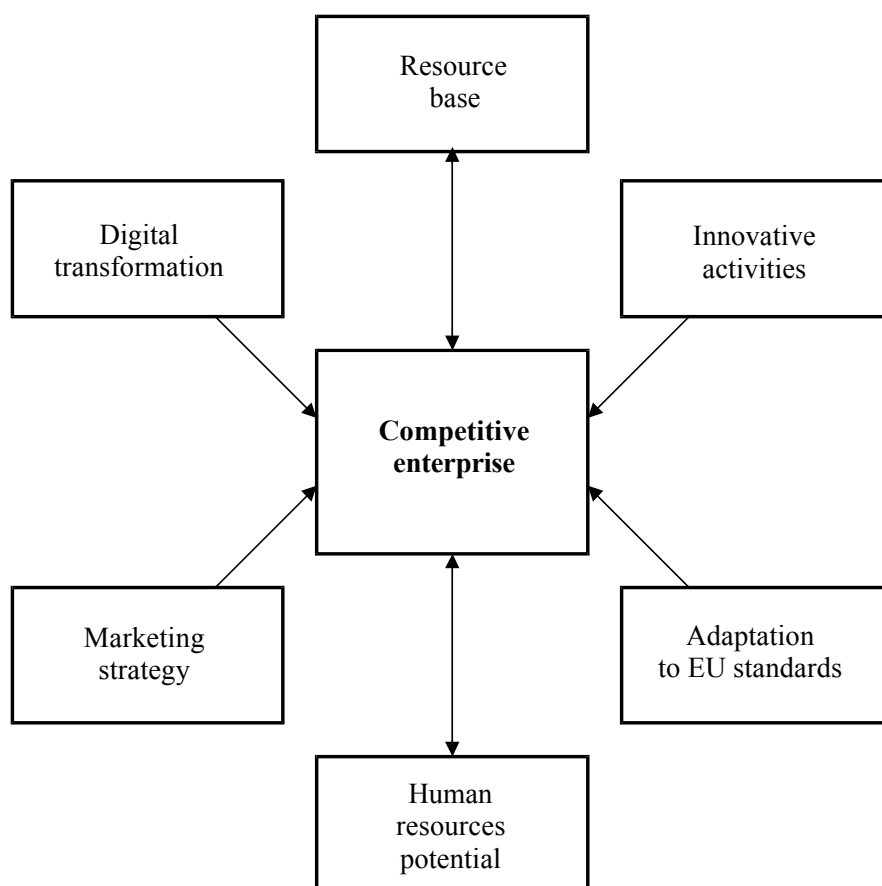 Resource
base
Digital
transformation
Innovative
activities
Competitive
enterprise
Marketing
strategy
Adaptation
to EU standards
Human
resources
potential